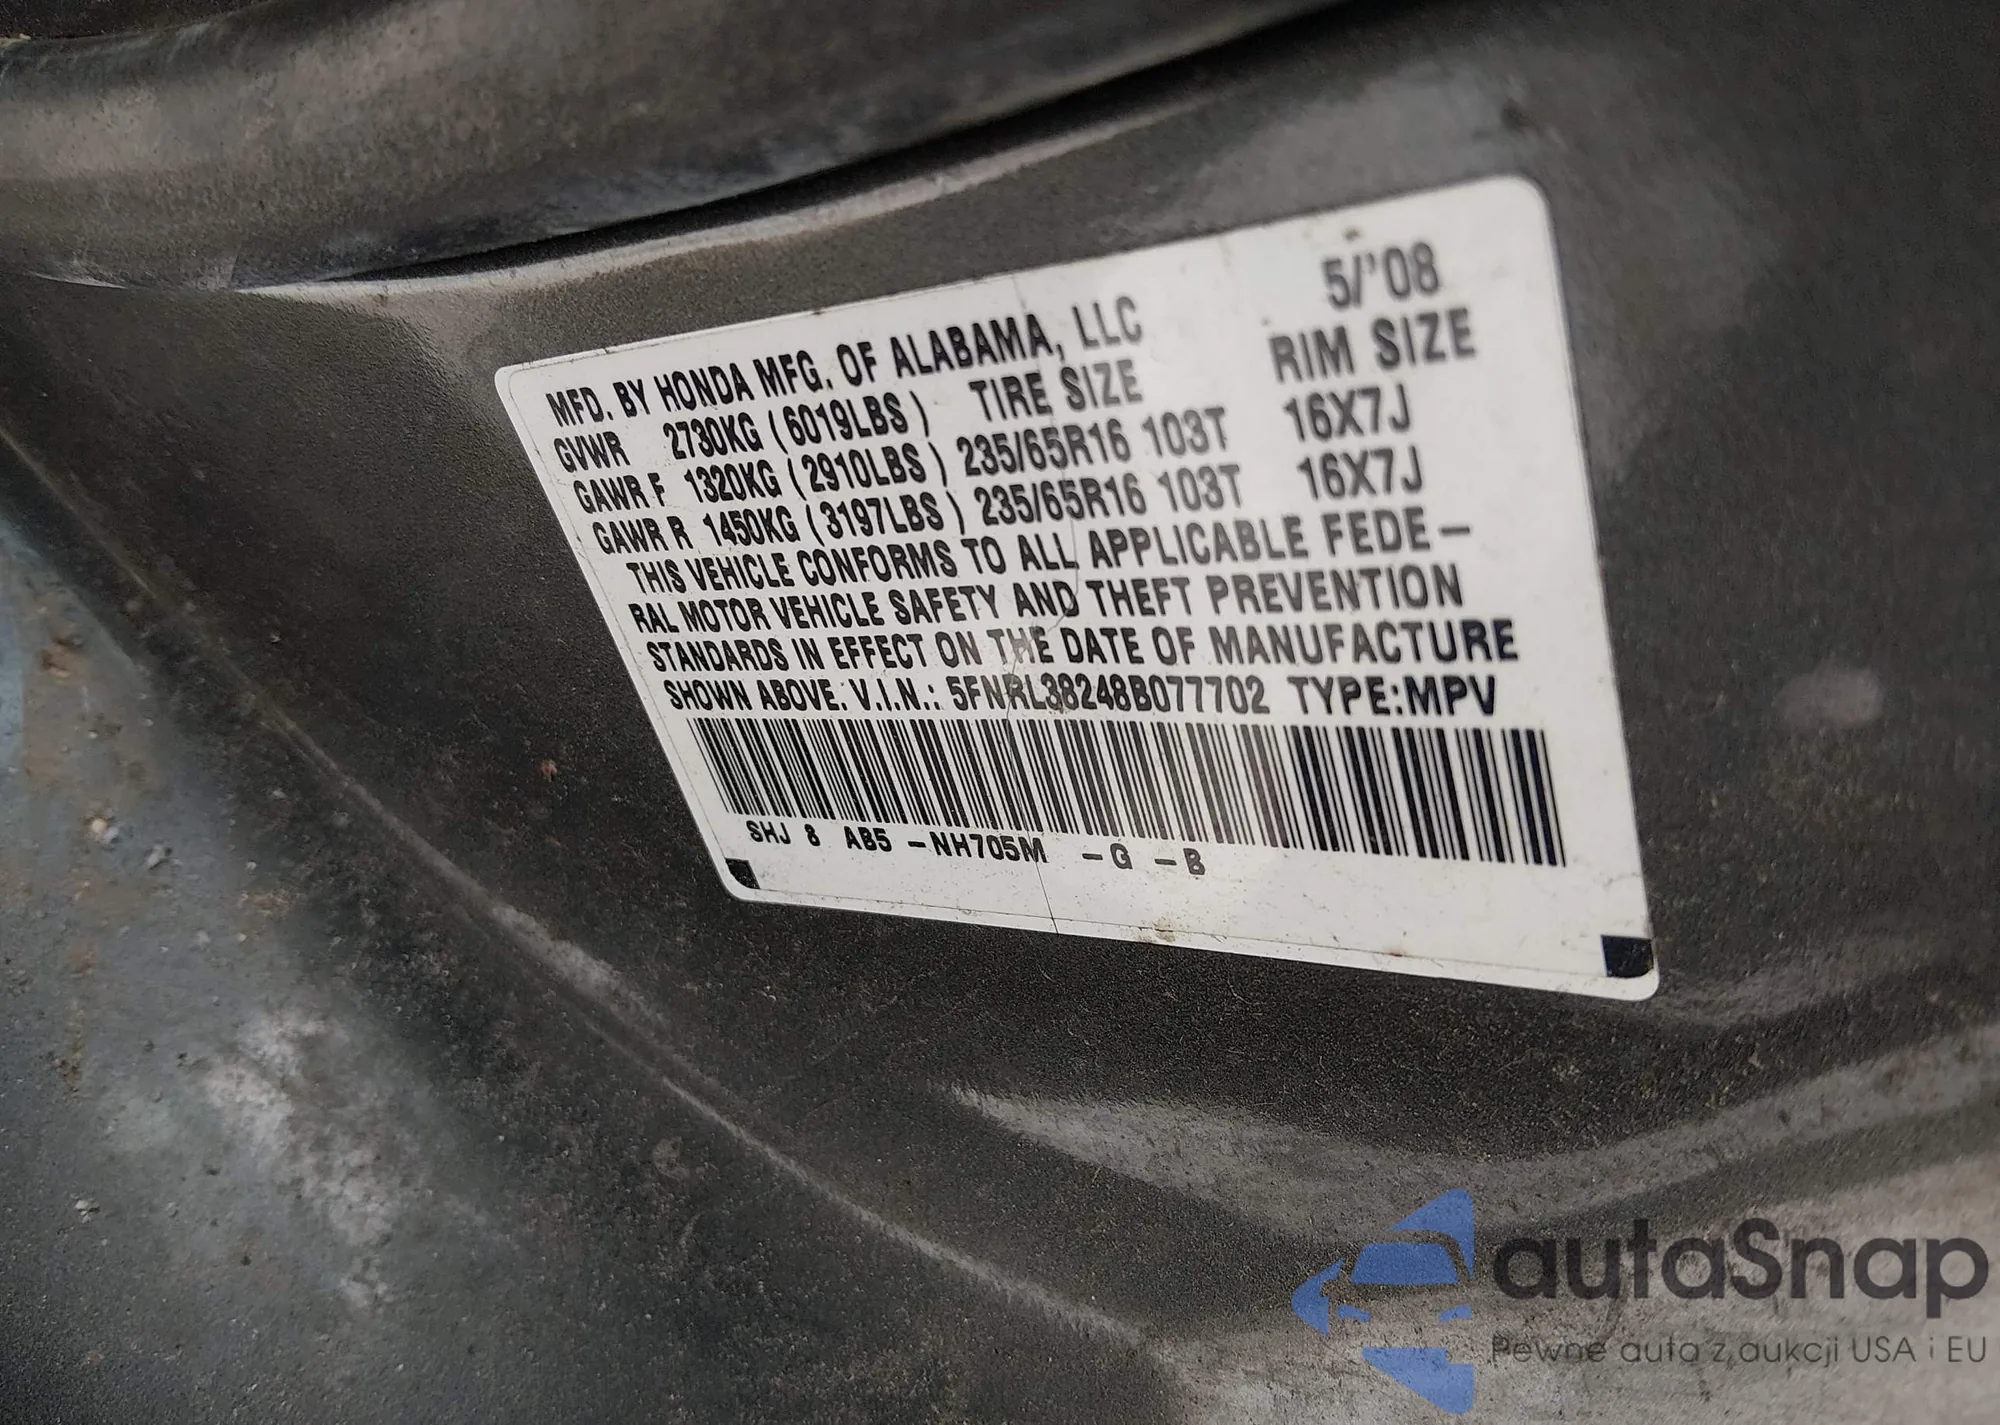 5/'08
MFD. BY HONDA MFG. OF ALABAMA, LLC
GVWR 2730KG (6019LBS) TIRE SIZE RIM SIZE
GAWR F 1320KG (2910LBS) 235/65R16 103T 16X7J
GAWR R 1450KG (3197LBS) 235/65R16 103T 16X7J
THIS VEHICLE CONFORMS TO ALL APPLICABLE FEDE-
RAL MOTOR VEHICLE SAFETY AND THEFT PREVENTION
STANDARDS IN EFFECT ON THE DATE OF MANUFACTURE
SHOWN ABOVE. V.I.N.: 5FNRL38248B077702 TYPE:MPV
SHJ 8 AB5 -NH705M -G -B
autaSnap
Pewne auta z aukcji USA i EU